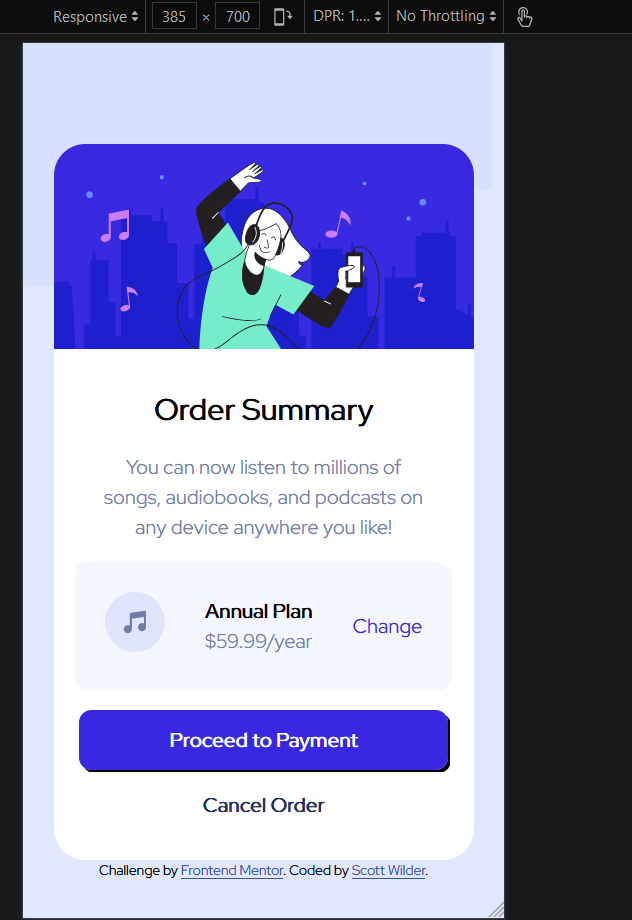 Responsive 385 × 700 DPR: 1.... No Throttling
Order Summary
You can now listen to millions of
songs, audiobooks, and podcasts on
any device anywhere you like!
Annual Plan
$59.99/year
Change
Proceed to Payment
Cancel Order
Challenge by Frontend Mentor. Coded by Scott Wilder.